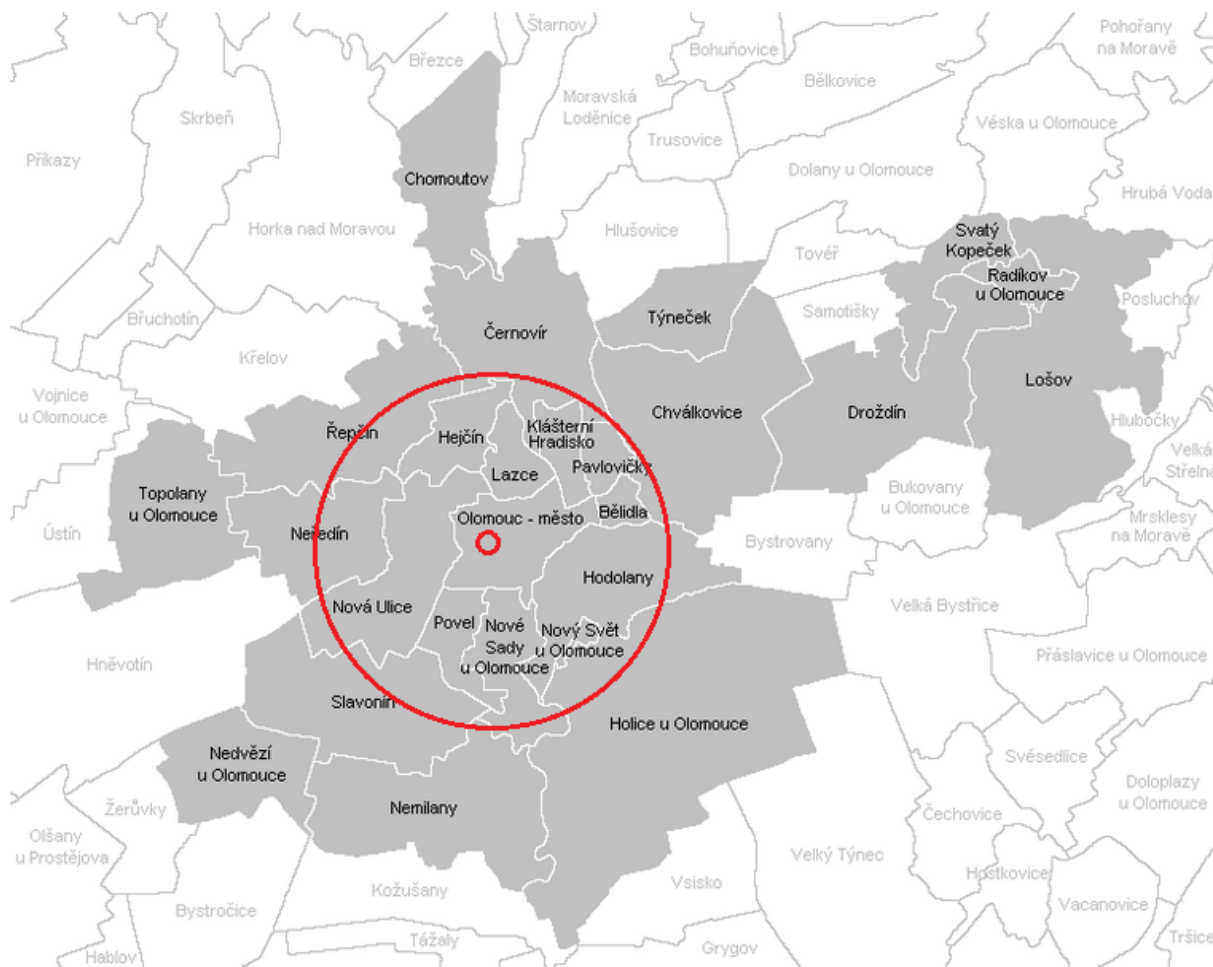 Štarnov
Pohořany
na Moravě
Březce
Bohuňovice
Bělkovice
Moravská
Loděnice
Skrbeň
Véska u Olomouce
Trusovice
Příkazy
Dolany u Olomouce
Chomoutov
Hrubá Voda
Horka nad Moravou
Hlušovice
Svatý
Kopeček
Tovéř
Radíkov
u Olomouce
Posluchov
Břuchotín
Týneček
Samotišky
Černovír
Křelov
Lošov
Vojnice
u Olomouce
Chválkovice
Droždín
Hlubočky
Klášterní
Hradisko
Řepčín
Hejčín
Velká
Střelná
Pavlovičky
Lazce
Topolany
u Olomouce
Bukovany
u Olomouce
Bělidla
Olomouc - město
Mrsklesy
na Moravě
Ústín
Neředín
Bystrovany
Hodolany
Nová Ulice
Velká Bystřice
Povel
Nové
Sady
u Olomouce
Nový Svět
u Olomouce
Přáslavice u Olomouce
Hněvotín
Slavonín
Holice u Olomouce
Nedvězí
u Olomouce
Svésedlice
Doloplazy
u Olomouce
Žerůvky
Nemilany
Čechovice
Olšany
u Prostějova
Velký Týnec
Hostkovice
Vsisko
Kožušany
Bystročice
Vacanovice
Tážaly
Grygov
Tršice
Hablov